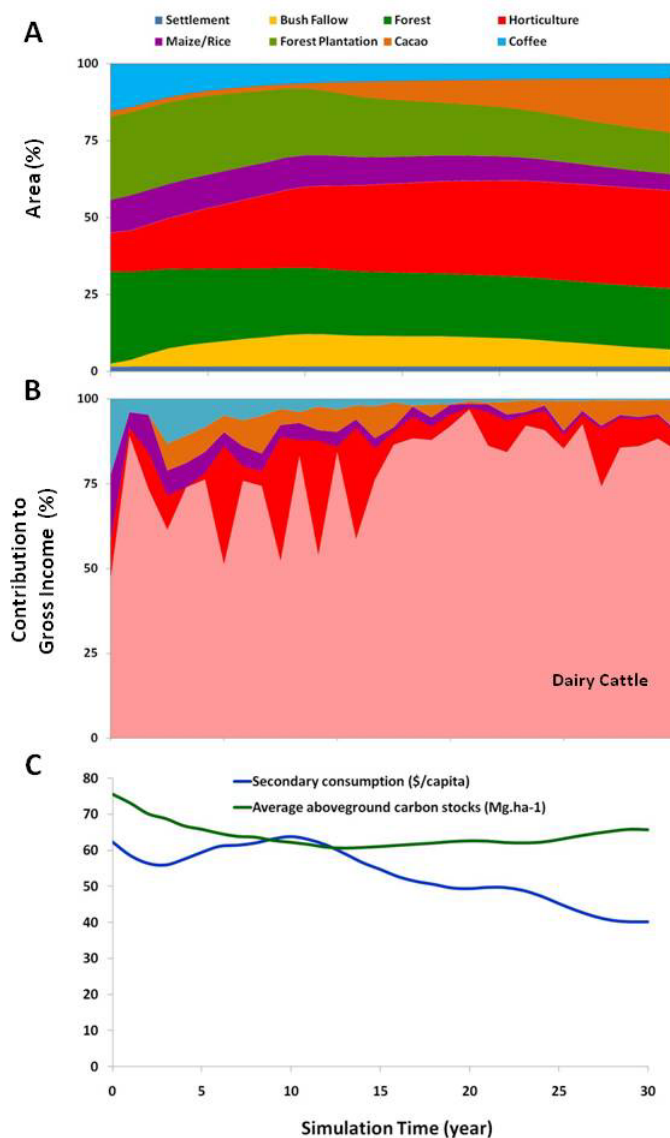 A
Settlement Bush Fallow Forest Horticulture
Maize/Rice Forest Plantation Cacao Coffee
100
75
50
25
0
Area (%)
B
100
75
50
25
0
Contribution to
Gross Income (%)
Dairy Cattle
C
80
70
60
50
40
30
20
10
0
Secondary consumption ($/capita)
Average aboveground carbon stocks (Mg.ha-1)
0 5 10 15 20 25 30
Simulation Time (year)